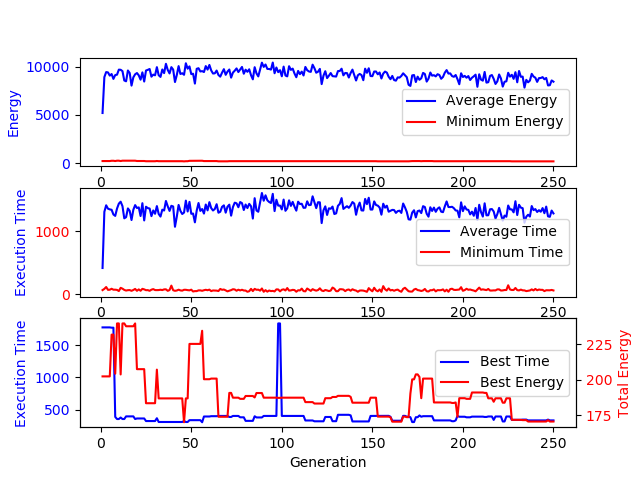 10000
5000
0
Energy
Average Energy
Minimum Energy
0 50 100 150 200 250
1000
0
Execution Time
Average Time
Minimum Time
0 50 100 150 200 250
1500
1000
500
Execution Time
Best Time
Best Energy
225
200
175
Total Energy
0 50 100 150 200 250
Generation